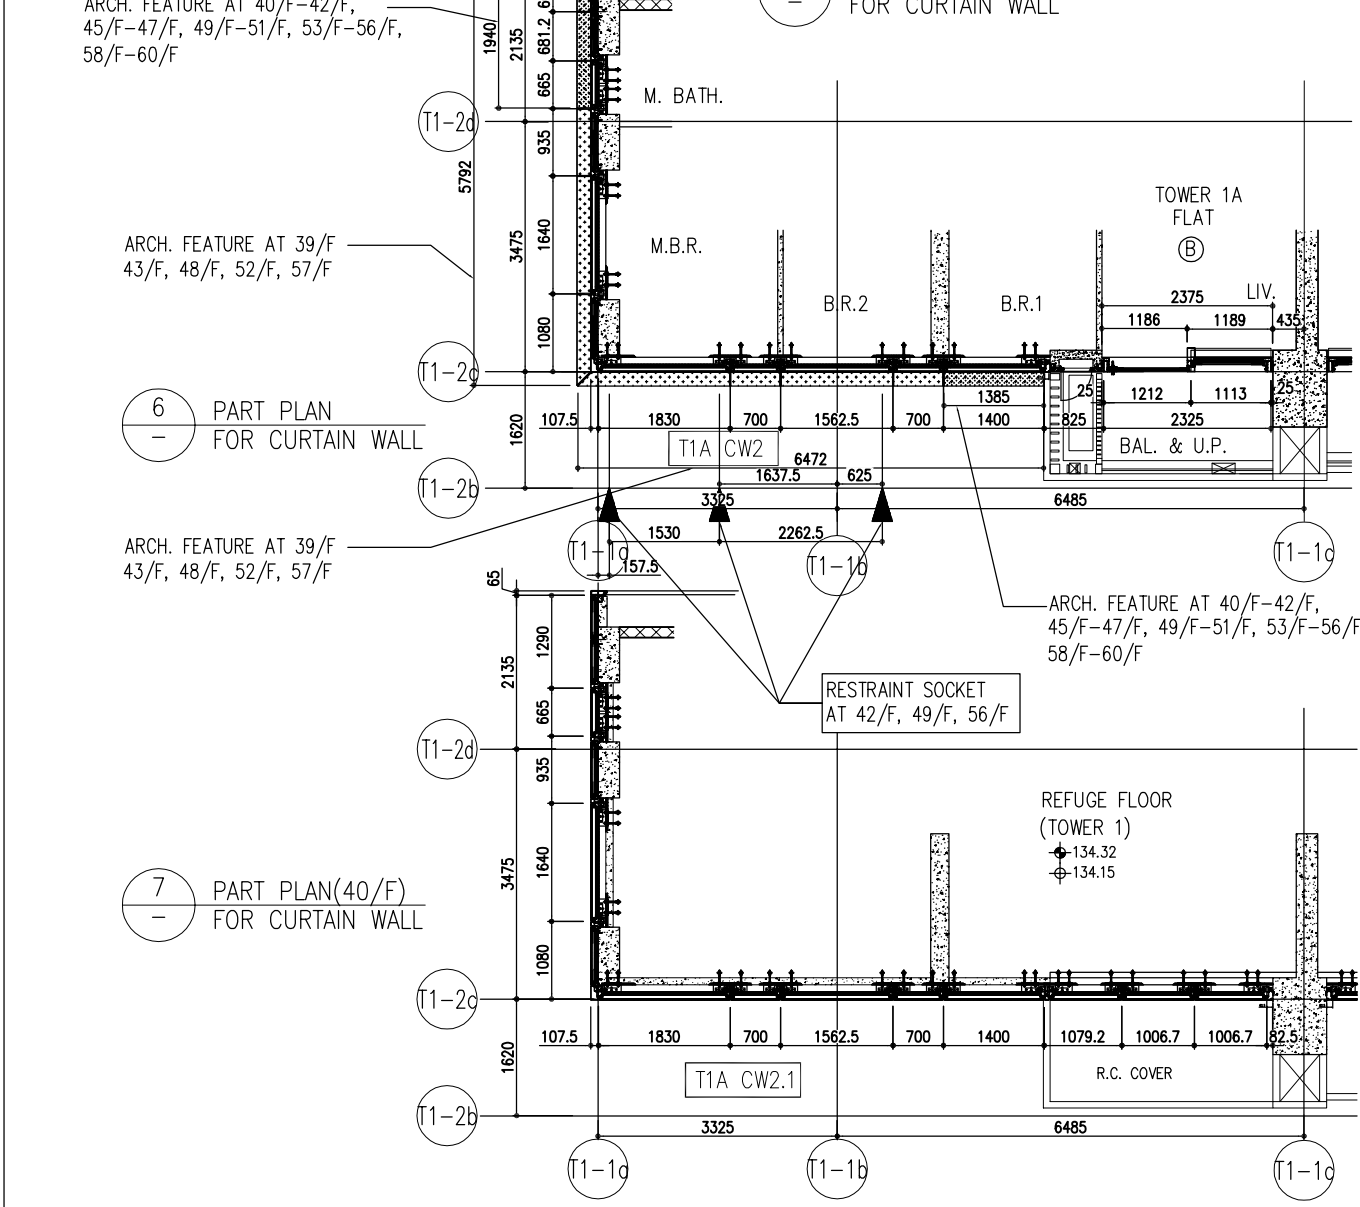 ARCH. FEATURE AT 40/F-42/F,
45/F-47/F, 49/F-51/F, 53/F-56/F,
58/F-60/F
-
FOR CURTAIN WALL
1940
2135
681.2
665
M. BATH.
T1-2d
935
5792
TOWER 1A
FLAT
B
ARCH. FEATURE AT 39/F
43/F, 48/F, 52/F, 57/F
3475
1640
M.B.R.
B.R.2
B.R.1
LIV.
2375
1186
1189
435
1080
T1-2c
6
-
PART PLAN
FOR CURTAIN WALL
1385
25
1212
1113
25
1620
107.5
1830
700
1562.5
700
1400
825
2325
T1A CW2
BAL. & U.P.
6472
1637.5
625
T1-2b
3325
6485
1530
2262.5
T1-1a
T1-1b
T1-1c
157.5
ARCH. FEATURE AT 39/F
43/F, 48/F, 52/F, 57/F
65
ARCH. FEATURE AT 40/F-42/F,
45/F-47/F, 49/F-51/F, 53/F-56/F
58/F-60/F
2135
1290
665
RESTRAINT SOCKET
AT 42/F, 49/F, 56/F
T1-2d
935
REFUGE FLOOR
(TOWER 1)
134.32
134.15
3475
1640
7
-
PART PLAN(40/F)
FOR CURTAIN WALL
1080
T1-2c
1620
107.5
1830
700
1562.5
700
1400
1079.2
1006.7
1006.7
82.5
T1A CW2.1
R.C. COVER
T1-2b
3325
6485
T1-1a
T1-1b
T1-1c